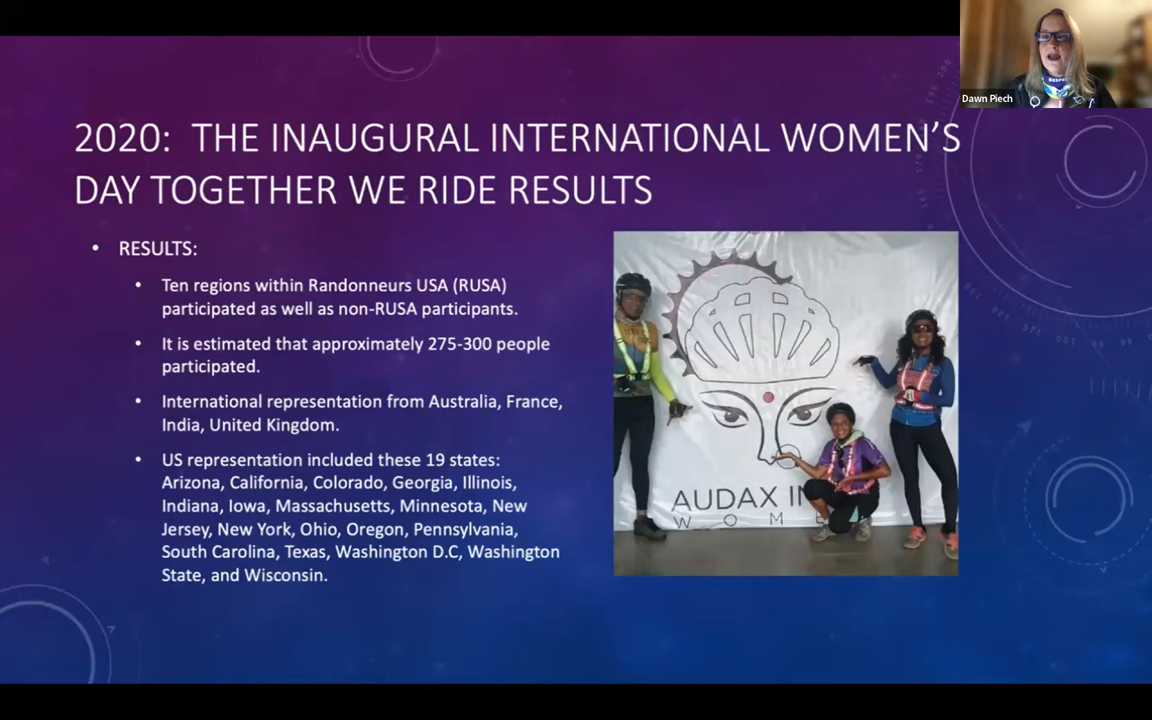 Dawn Piech
2020: THE INAUGURAL INTERNATIONAL WOMEN'S
DAY TOGETHER WE RIDE RESULTS
• RESULTS:
• Ten regions within Randonneurs USA (RUSA)
participated as well as non-RUSA participants.
• It is estimated that approximately 275-300 people
participated.
• International representation from Australia, France,
India, United Kingdom.
• US representation included these 19 states:
Arizona, California, Colorado, Georgia, Illinois,
Indiana, Iowa, Massachusetts, Minnesota, New
Jersey, New York, Ohio, Oregon, Pennsylvania,
South Carolina, Texas, Washington D.C, Washington
State, and Wisconsin.
AUDAX IN
WOME